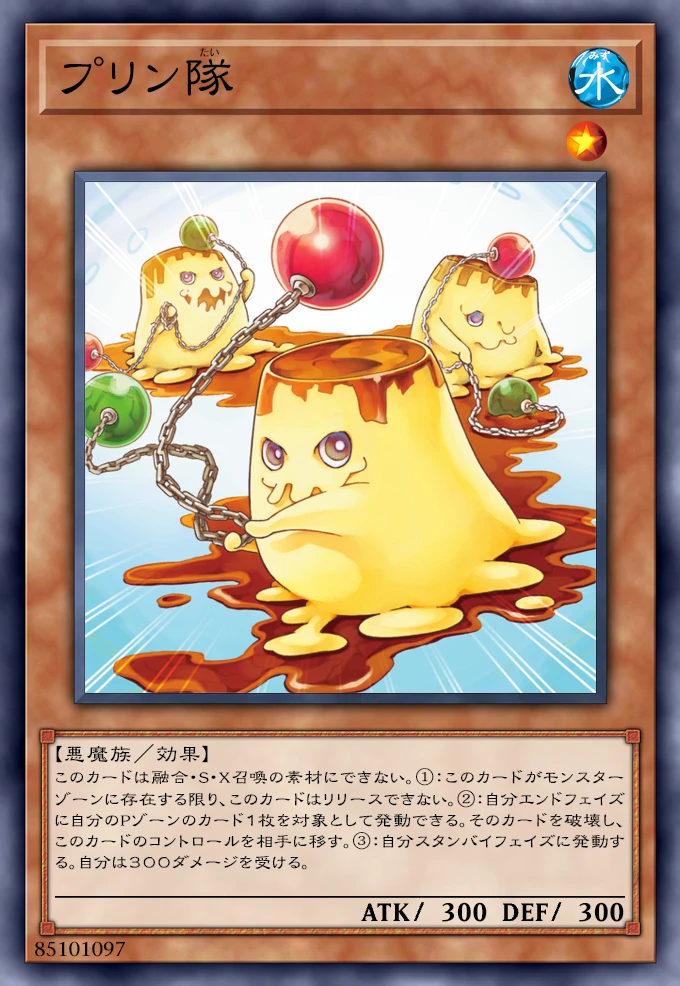 たい
プリン隊
みず
水
【悪魔族／効果】
このカードは融合・S・X召喚の素材にできない。①：このカードがモンスター
ゾーンに存在する限り、このカードはリリースできない。②：自分エンドフェイズ
に自分のPゾーンのカード1枚を対象として発動できる。そのカードを破壊し、
このカードのコントロールを相手に移す。③：自分スタンバイフェイズに発動す
る。自分は300ダメージを受ける。
ATK/ 300 DEF/ 300
85101097